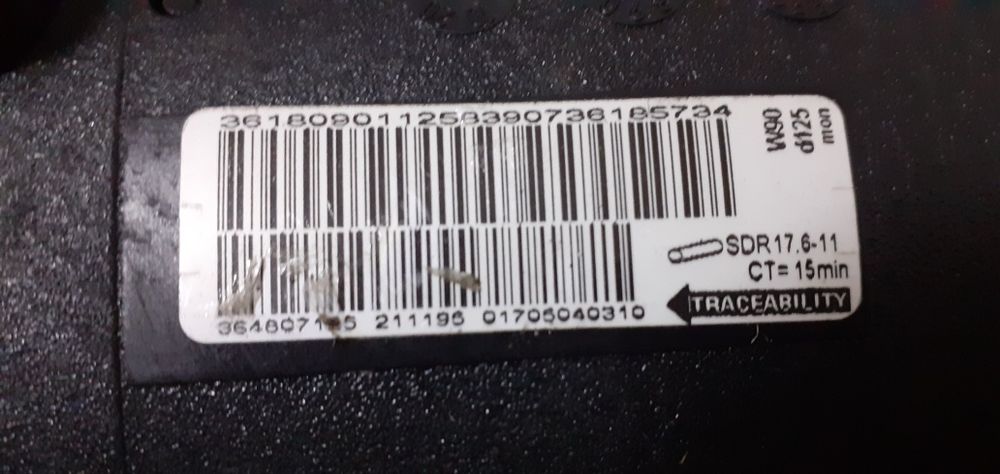 361809011258390736185734
W90
d125
mon
SDR17.6-11
CT= 15min
TRACEABILITY
211196 01705040310